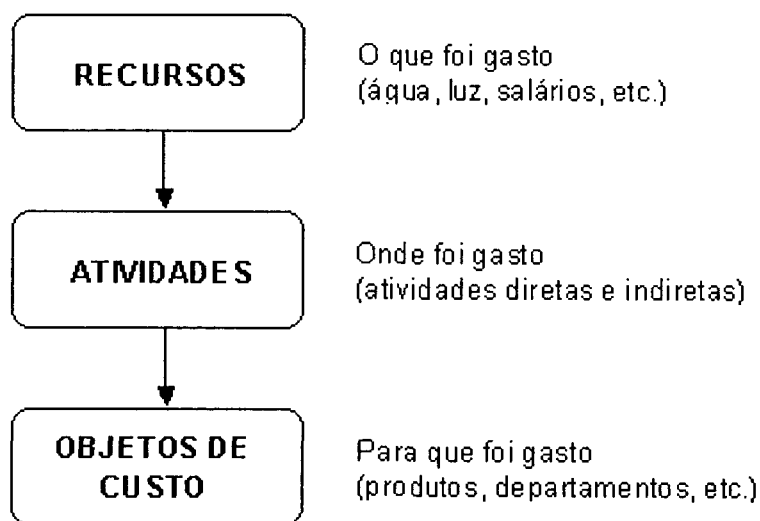 RECURSOS
O que foi gasto
(água, luz, salários, etc.)
ATIVIDADES
Onde foi gasto
(atividades diretas e indiretas)
OBJETOS DE
CUSTO
Para que foi gasto
(produtos, departamentos, etc.)